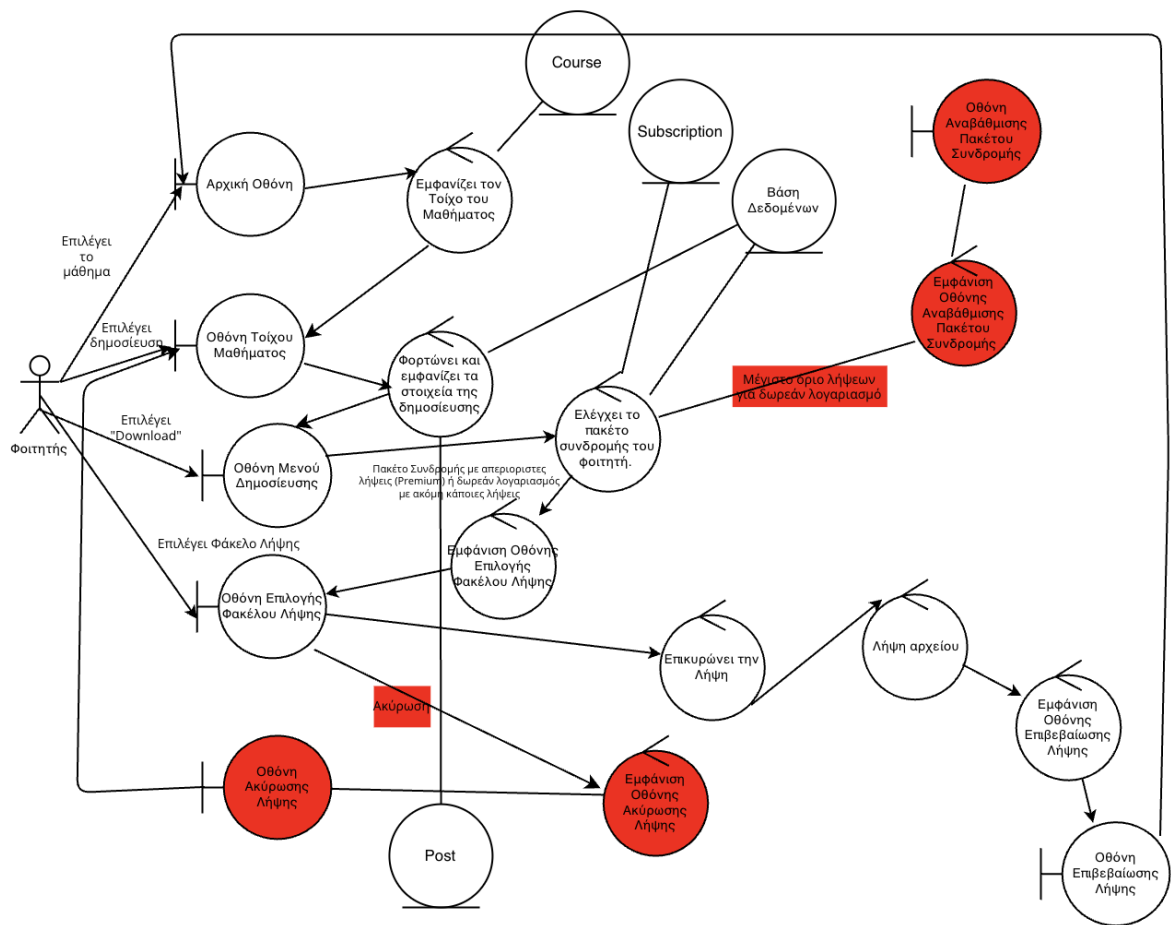 Course
Subscription
Οθόνη
Αναβάθμισης
Πακέτου
Συνδρομής
Αρχική Οθόνη
Εμφανίζει τον
Τοίχο του
Μαθήματος
Βάση
Δεδομένων
Επιλέγει
το
μάθημα
Εμφάνιση
Οθόνης
Αναβάθμισης
Πακέτου
Συνδρομής
Επιλέγει
δημοσίευση
Οθόνη Τοίχου
Μαθήματος
Φορτώνει και
εμφανίζει τα
στοιχεία της
δημοσίευσης
Μέγιστο όριο λήψεων
για δωρεάν λογαριασμό
Φοιτητής
Επιλέγει
"Download"
Ελέγχει το
πακέτο
συνδρομής του
φοιτητή.
Οθόνη Μενού
Δημοσίευσης
Πακέτο Συνδρομής με απεριοριστες
λήψεις (Premium) ή δωρεάν λογαριασμός
με ακόμη κάποιες λήψεις
Επιλέγει Φάκελο Λήψης
Εμφάνιση Οθόνης
Επιλογής
Φακέλου Λήψης
Οθόνη Επιλογής
Φακέλου Λήψης
Επικυρώνει την
Λήψη
Λήψη αρχείου
Ακύρωση
Εμφάνιση
Οθόνης
Επιβεβαίωσης
Λήψης
Οθόνη
Ακύρωσης
Λήψης
Εμφάνιση
Οθόνης
Ακύρωσης
Λήψης
Post
Οθόνη
Επιβεβαίωσης
Λήψης